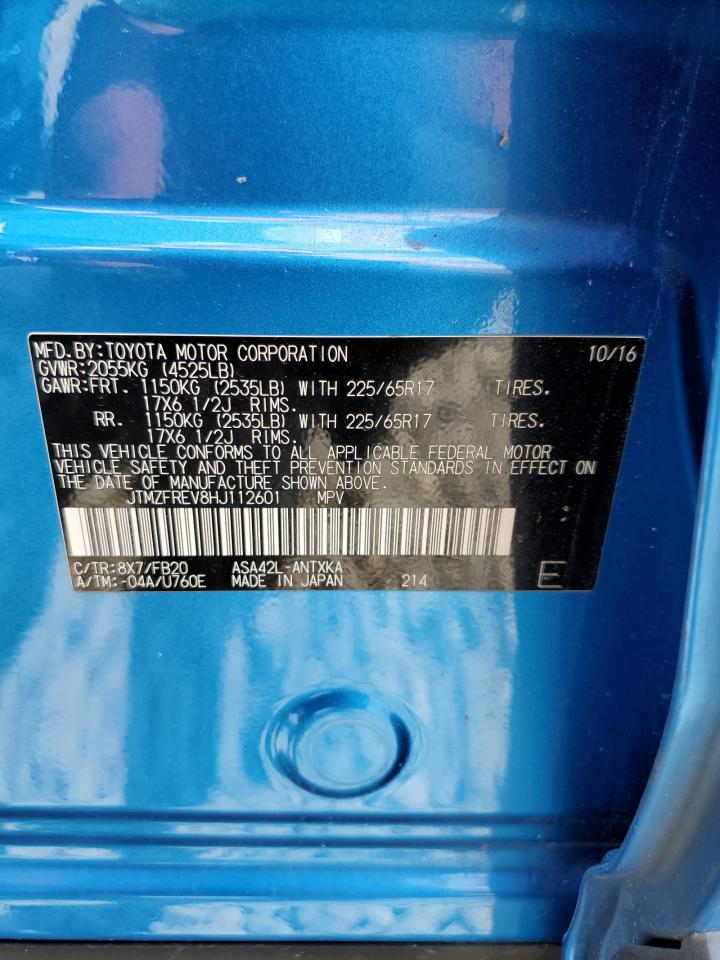 MFD.BY:TOYOTA MOTOR CORPORATION 10/16
GVWR:2055KG (4525LB)
GAWR:FRT. 1150KG (2535LB) WITH 225/65R17 TIRES.
17X6 1/2J RIMS.
RR. 1150KG (2535LB) WITH 225/65R17 TIRES.
17X6 1/2J RIMS.
THIS VEHICLE CONFORMS TO ALL APPLICABLE FEDERAL MOTOR
VEHICLE SAFETY AND THEFT PREVENTION STANDARDS IN EFFECT ON
THE DATE OF MANUFACTURE SHOWN ABOVE.
JTMZFREV8HJ112601 MPV
C/TR:8X7/FB20 ASA42L-ANTXKA
A/TM:-04A/U760E MADE IN JAPAN 214 E